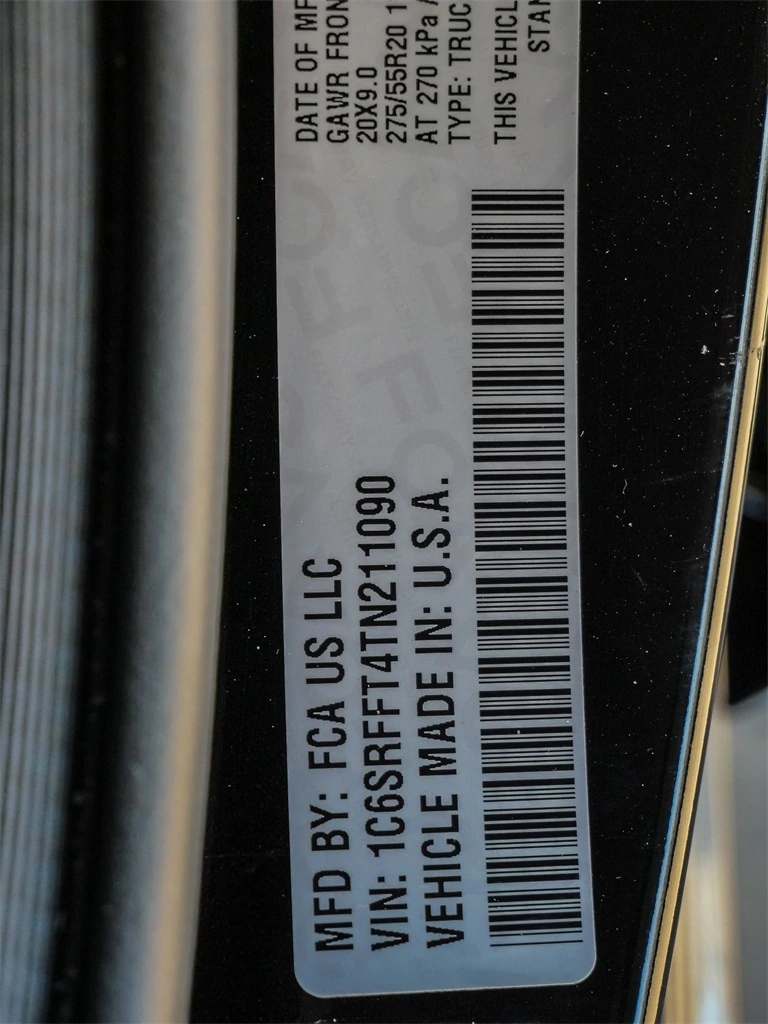 MFD BY: FCA US LLC
VIN: 1C6SRFFT4TN211090
VEHICLE MADE IN: U.S.A.
DATE OF MF
GAWR FRON
20X9.0
275/55R20 1
AT 270 kPa /
TYPE: TRUC
THIS VEHICL
STAN